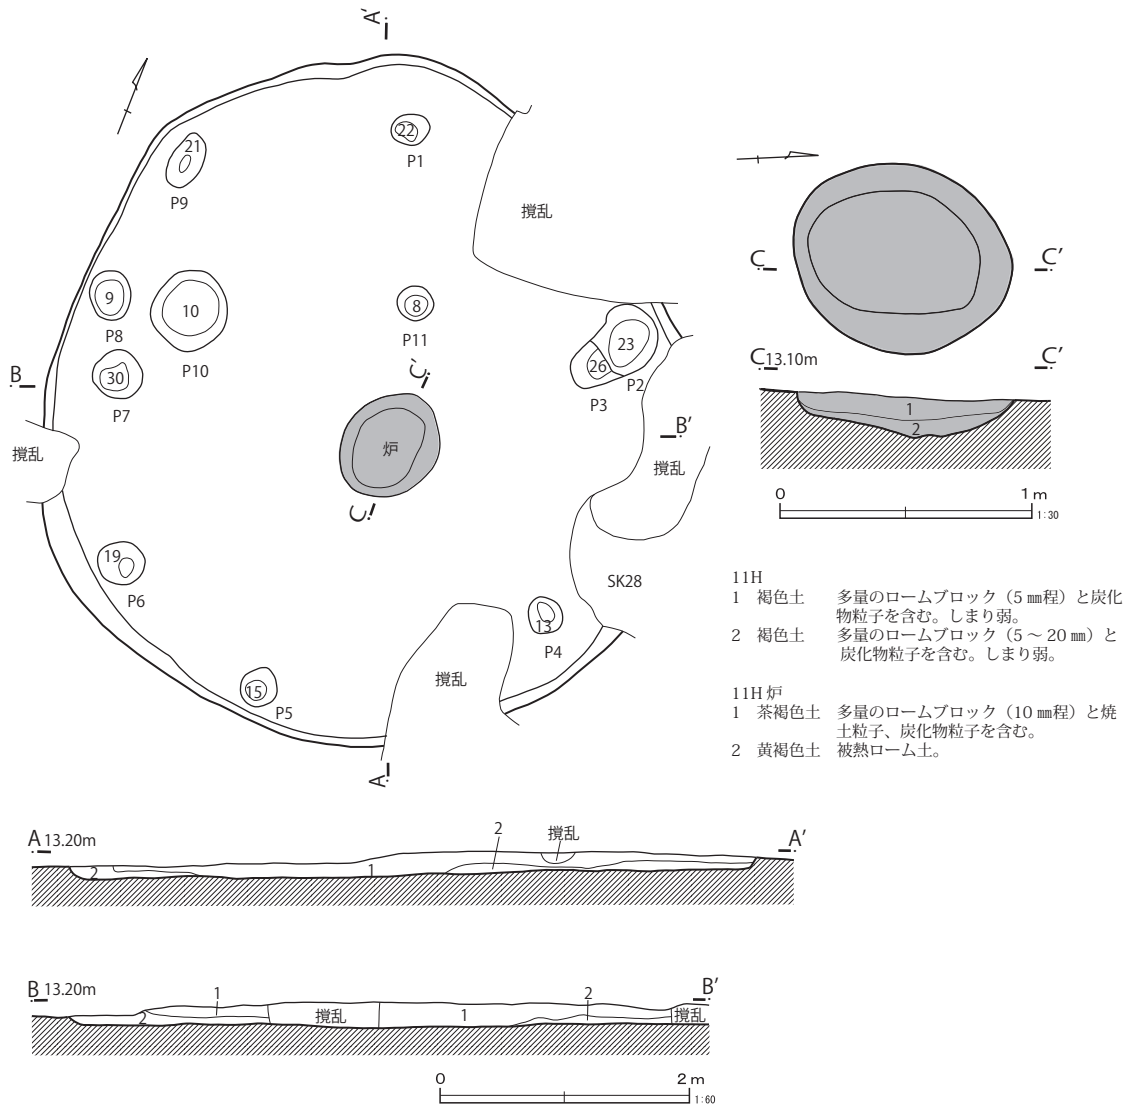 A′
22
P1
21
P9
撹乱
9
P8
10
P10
8
P11
23
26
P2
P3
B
30
P7
C′
B′
撹乱
炉
撹乱
C
19
P6
SK28
13
P4
撹乱
15
P5
A
C
C′
C 13.10m
C′
1
2
0
1 m
1:30
11H
1 褐色土 多量のロームブロック（5 ㎜程）と炭化
物粒子を含む。しまり弱。
2 褐色土 多量のロームブロック（5 ～ 20 ㎜）と
炭化物粒子を含む。しまり弱。
11H 炉
1 茶褐色土 多量のロームブロック（10 ㎜程）と焼
土粒子、炭化物粒子を含む。
2 黄褐色土 被熱ローム土。
A 13.20m
2
撹乱
A′
2
1
B 13.20m
1
2
B′
2
撹乱
1
撹乱
0
2 m
1:60